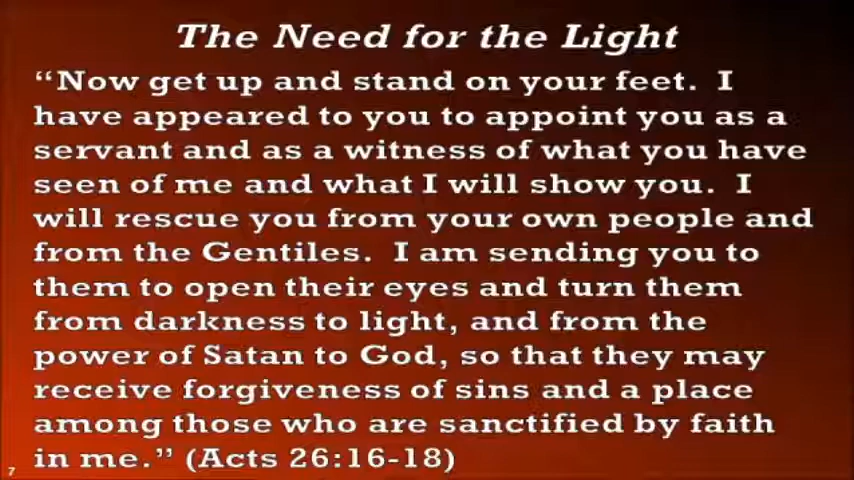 The Need for the Light
“Now get up and stand on your feet.  I
have appeared to you to appoint you as a
servant and as a witness of what you have
seen of me and what I will show you.  I
will rescue you from your own people and
from the Gentiles.  I am sending you to
them to open their eyes and turn them
from darkness to light, and from the
power of Satan to God, so that they may
receive forgiveness of sins and a place
among those who are sanctified by faith
in me.” (Acts 26:16-18)
7